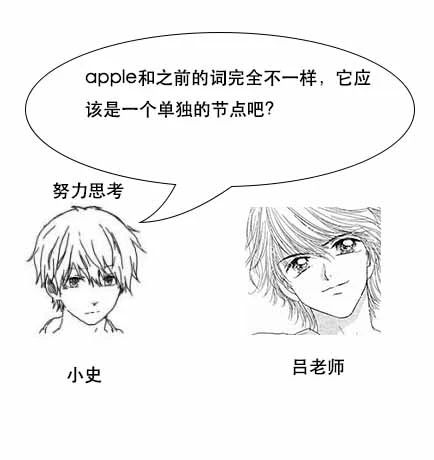 apple和之前的词完全不一样，它应
该是一个单独的节点吧？
努力思考
小史
吕老师